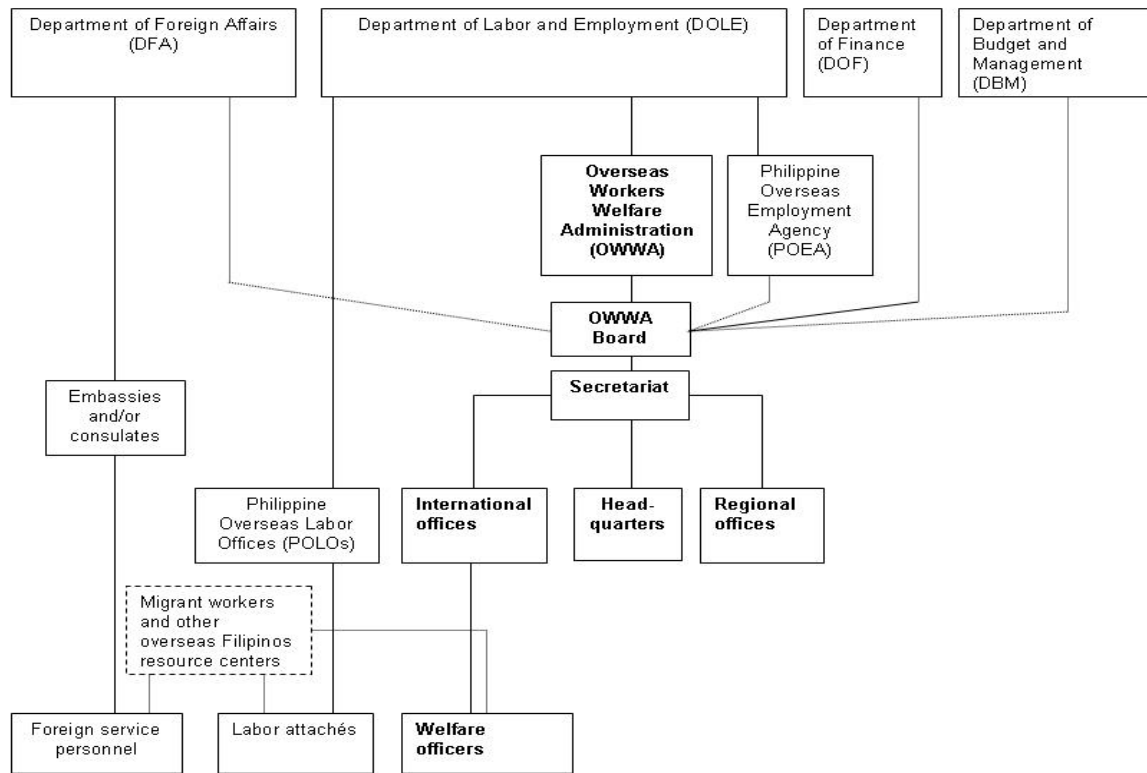 Department of Foreign Affairs
(DFA)
Department of Labor and Employment (DOLE)
Department
of Finance
(DOF)
Department of
Budget and
Management
(DBM)
Overseas
Workers
Welfare
Administration
(OWWA)
Philippine
Overseas
Employment
Agency
(POEA)
OWWA
Board
Secretariat
Embassies
and/or
consulates
Philippine
Overseas Labor
Offices (POLOs)
International
offices
Head-
quarters
Regional
offices
Migrant workers
and other
overseas Filipinos
resource centers
Foreign service
personnel
Labor attachés
Welfare
officers